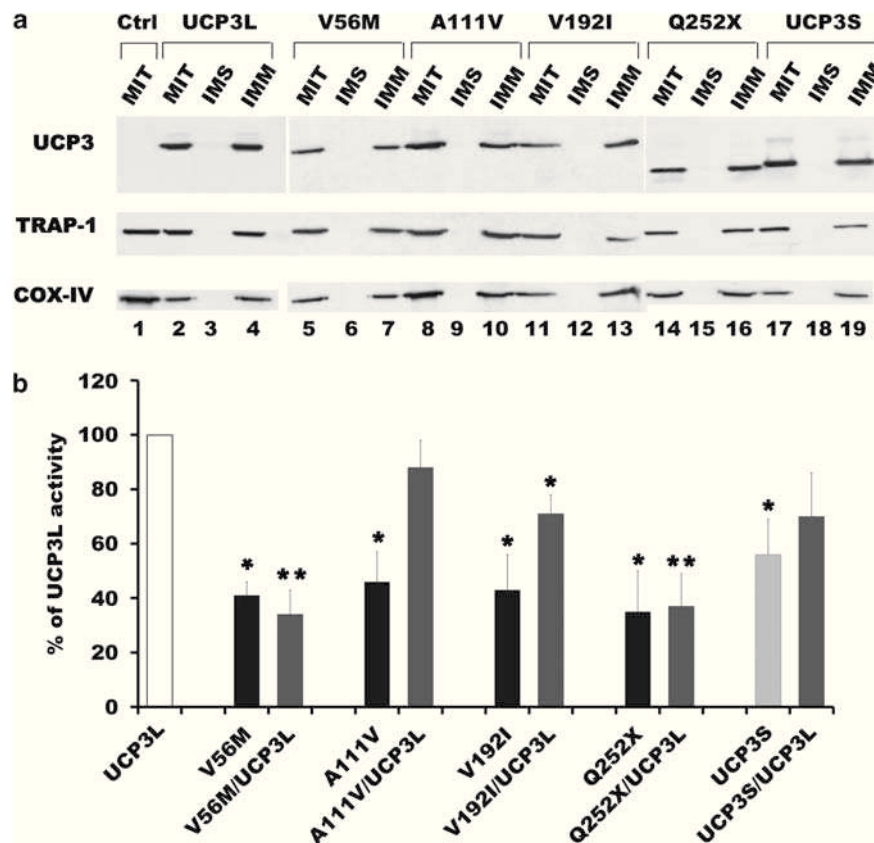 a
Ctrl UCP3L V56M A111V V192I Q252X UCP3S
MIT MIT IMS IMM MIT IMS IMM MIT IMS IMM MIT IMS IMM MIT IMS IMM MIT IMS IMM
UCP3
TRAP-1
COX-IV
1 2 3 4 5 6 7 8 9 10 11 12 13 14 15 16 17 18 19
b
% of UCP3L activity
120
100
80
60
40
20
0
* ** * * * * ** *
UCP3L V56M V56M/UCP3L A111V A111V/UCP3L V192I V192I/UCP3L Q252X Q252X/UCP3L UCP3S UCP3S/UCP3L